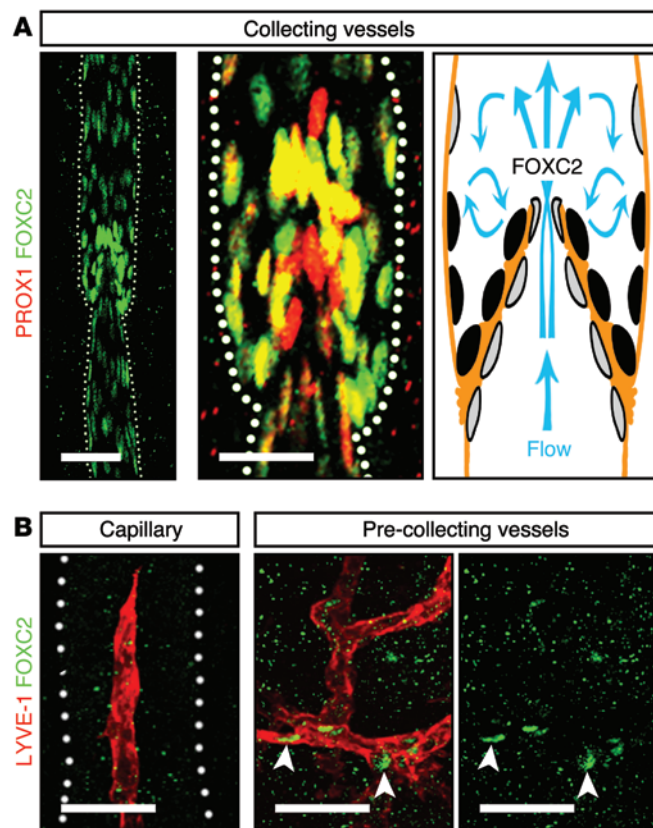 A
Collecting vessels
PROX1 FOXC2
FOXC2
Flow
B
Capillary
Pre-collecting vessels
LYVE-1 FOXC2